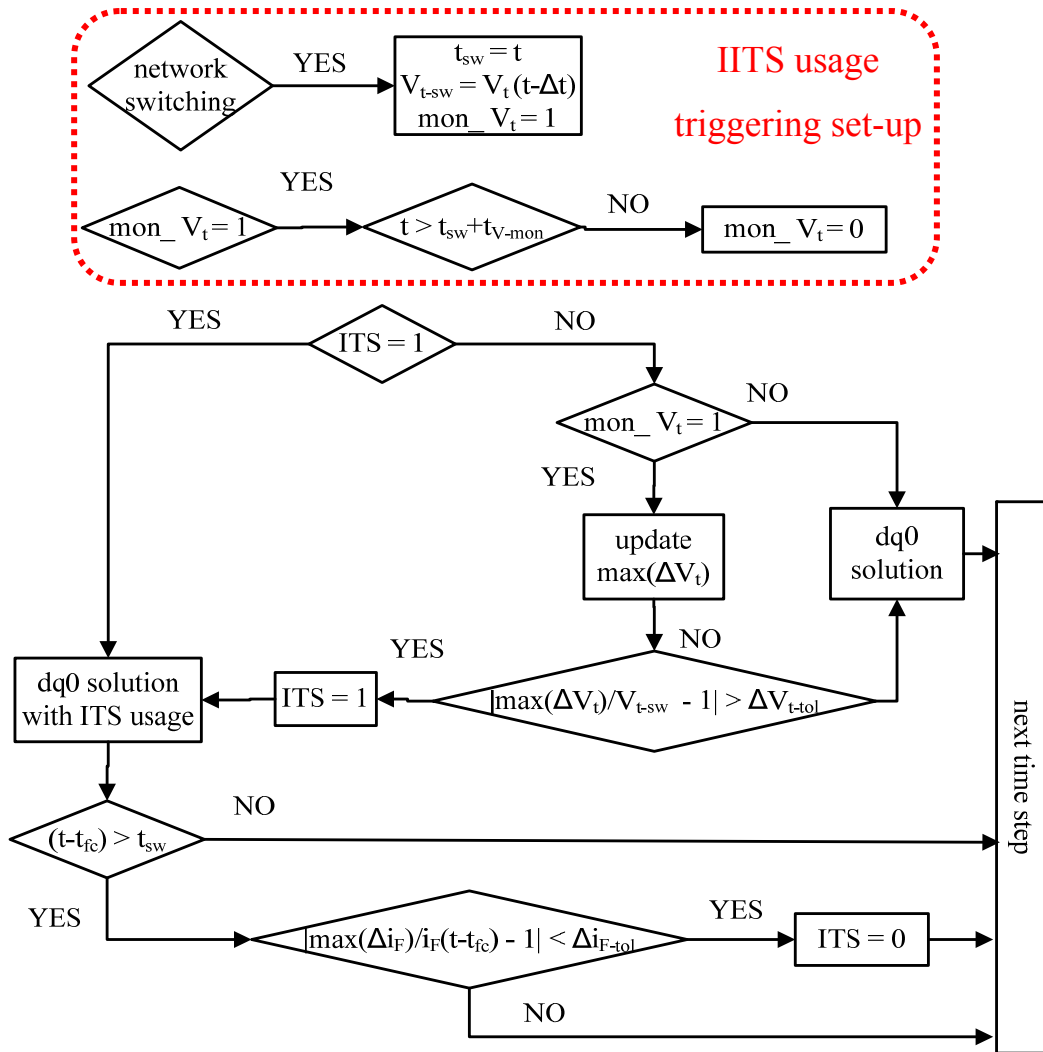 network
switching
YES
t_sw = t
V_t-sw = V_t (t-Δt)
mon_ V_t = 1
IITS usage
triggering set-up
mon_ V_t = 1
YES
t > t_sw+t_V-mon
NO
mon_ V_t = 0
YES
ITS = 1
NO
mon_ V_t = 1
NO
YES
update
max(ΔV_t)
dq0
solution
NO
YES
|max(ΔV_t)/V_t-sw - 1| > ΔV_t-tol
ITS = 1
dq0 solution
with ITS usage
next time step
(t-t_fc) > t_sw
NO
YES
|max(Δi_F)/i_F(t-t_fc) - 1| < Δi_F-tol
YES
ITS = 0
NO